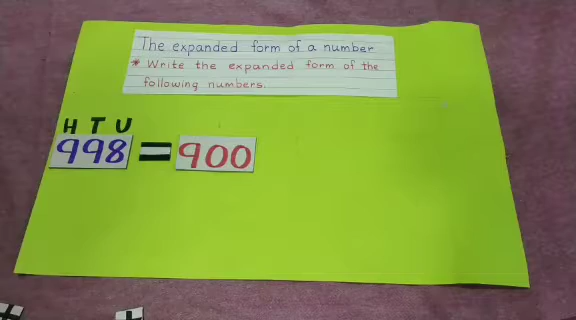 The expanded form of a number
* Write the expanded form of the
following numbers.
H T U
998 = 900
+
+